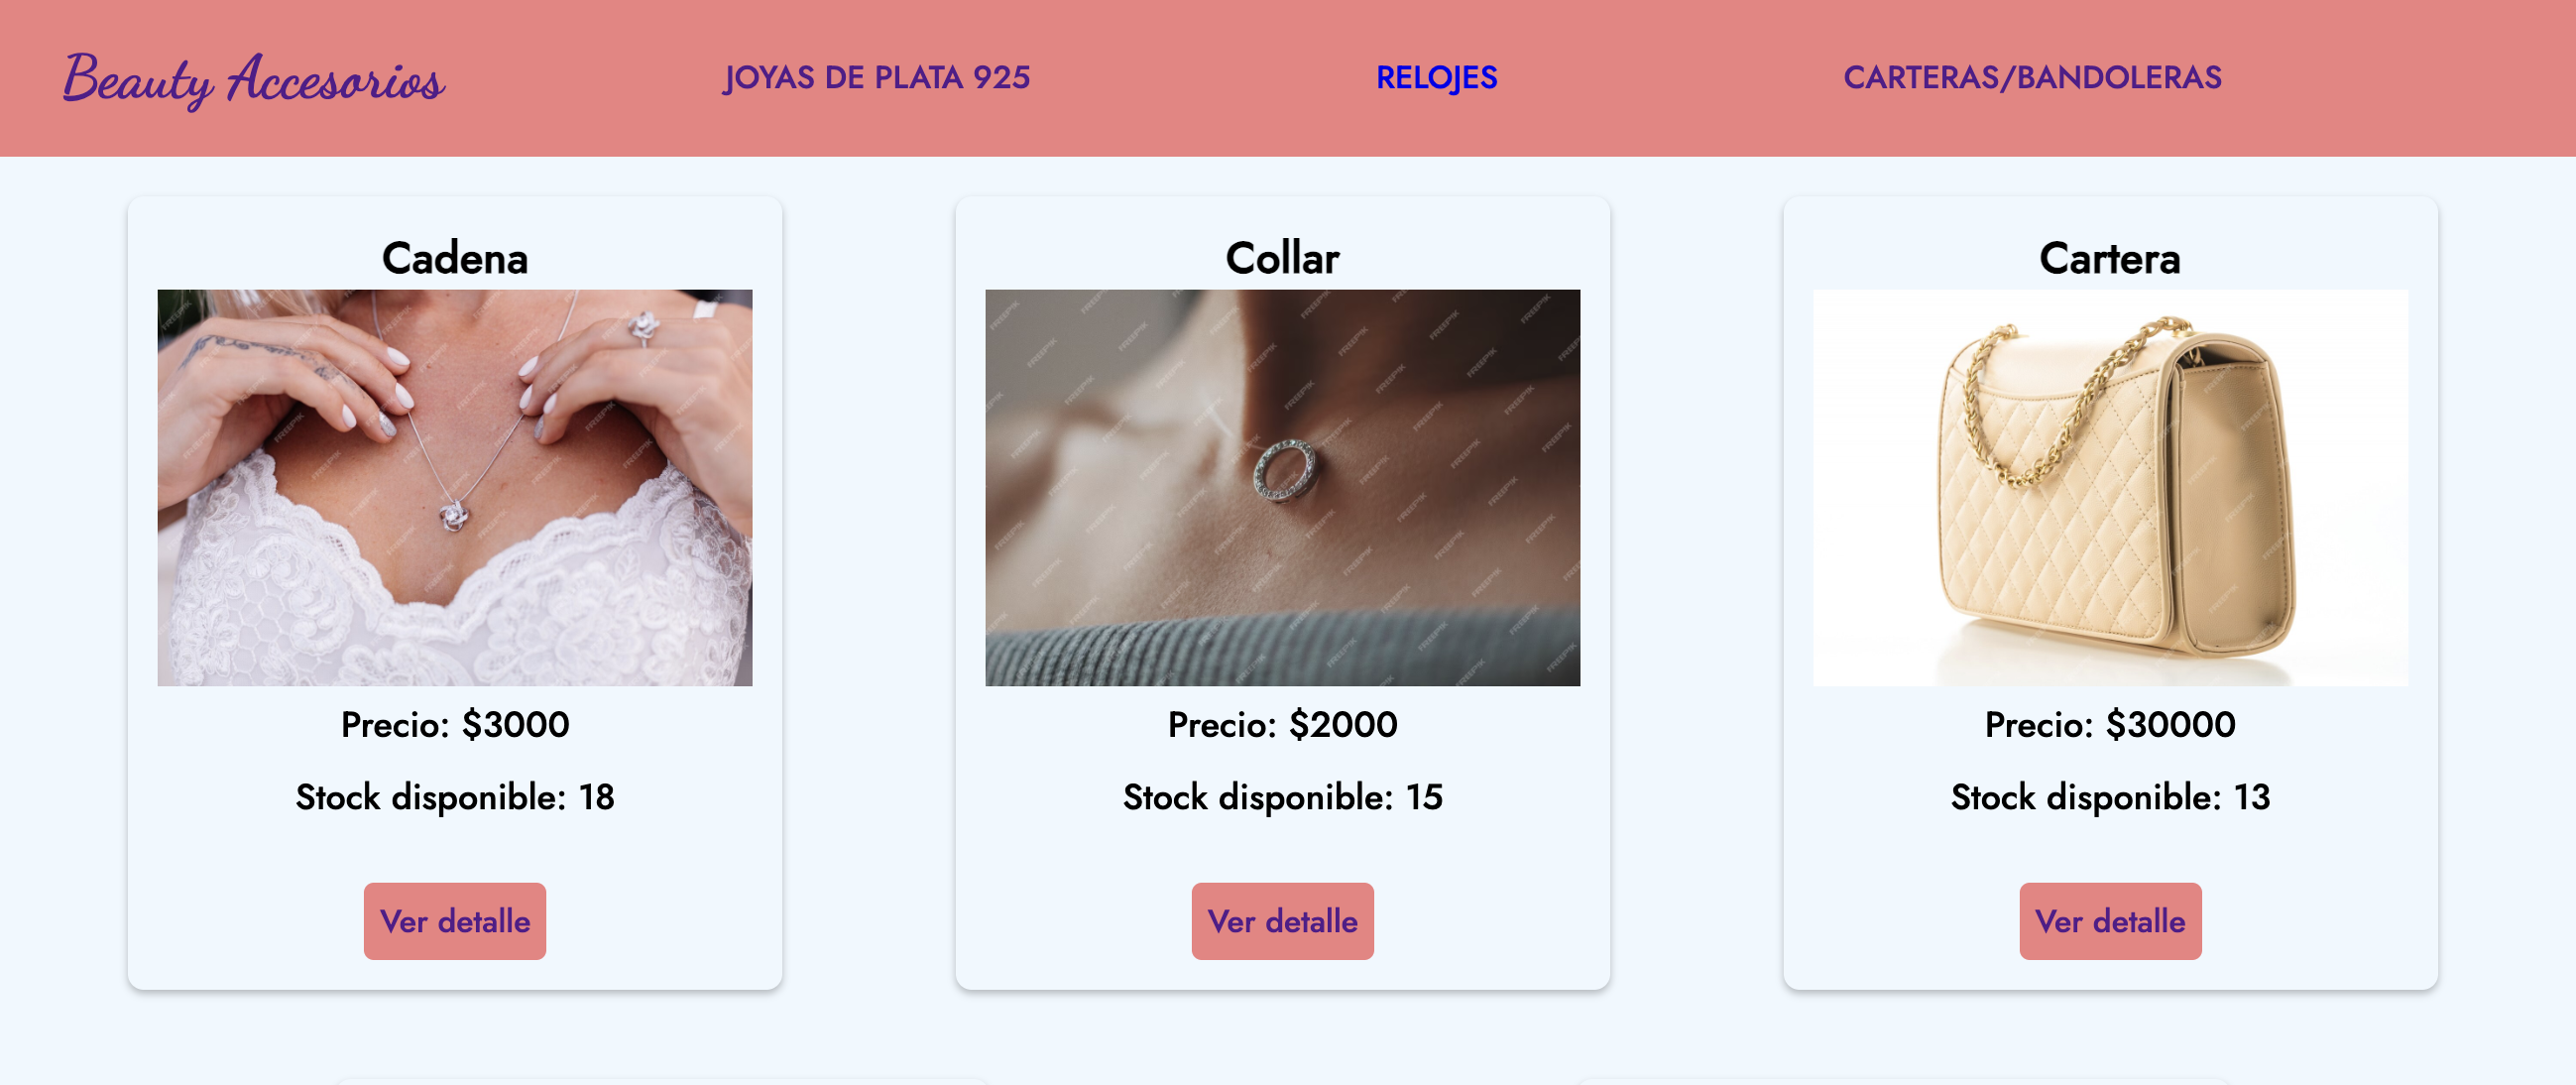 Beauty Accesorios
JOYAS DE PLATA 925
RELOJES
CARTERAS/BANDOLERAS
Cadena
Precio: $3000
Stock disponible: 18
Ver detalle
Collar
Precio: $2000
Stock disponible: 15
Ver detalle
Cartera
Precio: $30000
Stock disponible: 13
Ver detalle